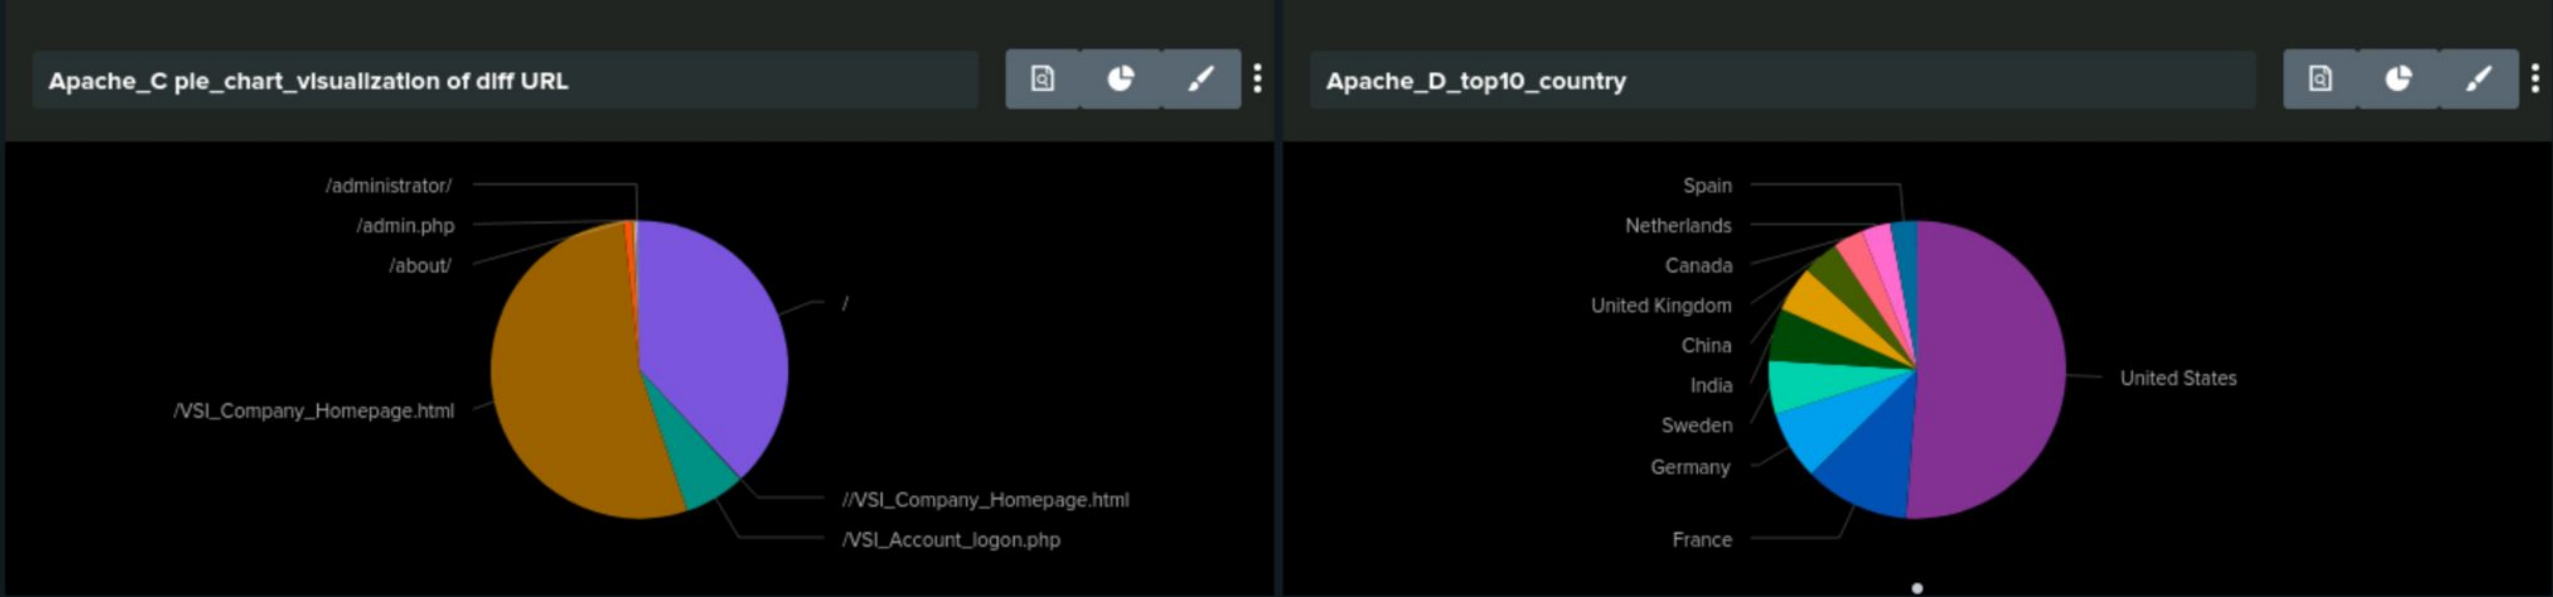 Apache_C pie_chart_visualization of diff URL
/administrator/
/admin.php
/about/
/
/VSI_Company_Homepage.html
//VSI_Company_Homepage.html
/VSI_Account_logon.php
Apache_D_top10_country
Spain
Netherlands
Canada
United Kingdom
China
India
Sweden
Germany
France
United States